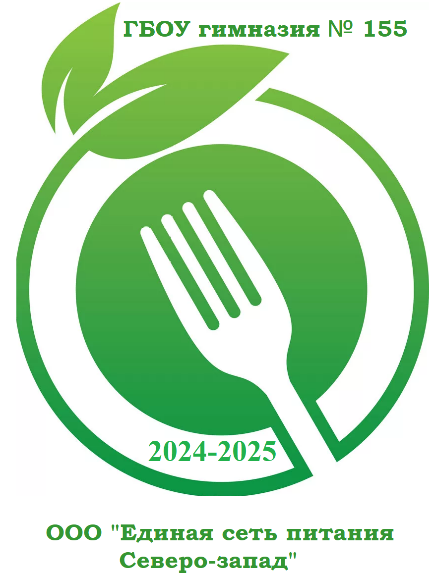 ГБОУ гимназия № 155
2024-2025
ООО "Единая сеть питания
Северо-запад"